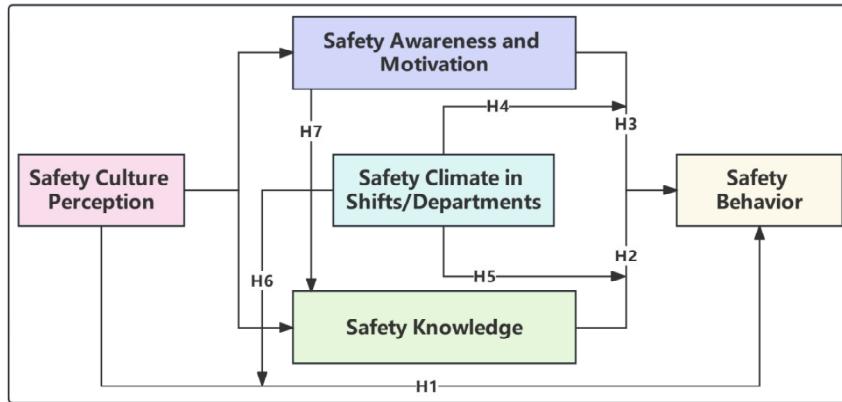 Safety Awareness and
Motivation
H4
H3
H7
Safety Culture
Perception
Safety Climate in
Shifts/Departments
Safety
Behavior
H6
H5
H2
Safety Knowledge
H1